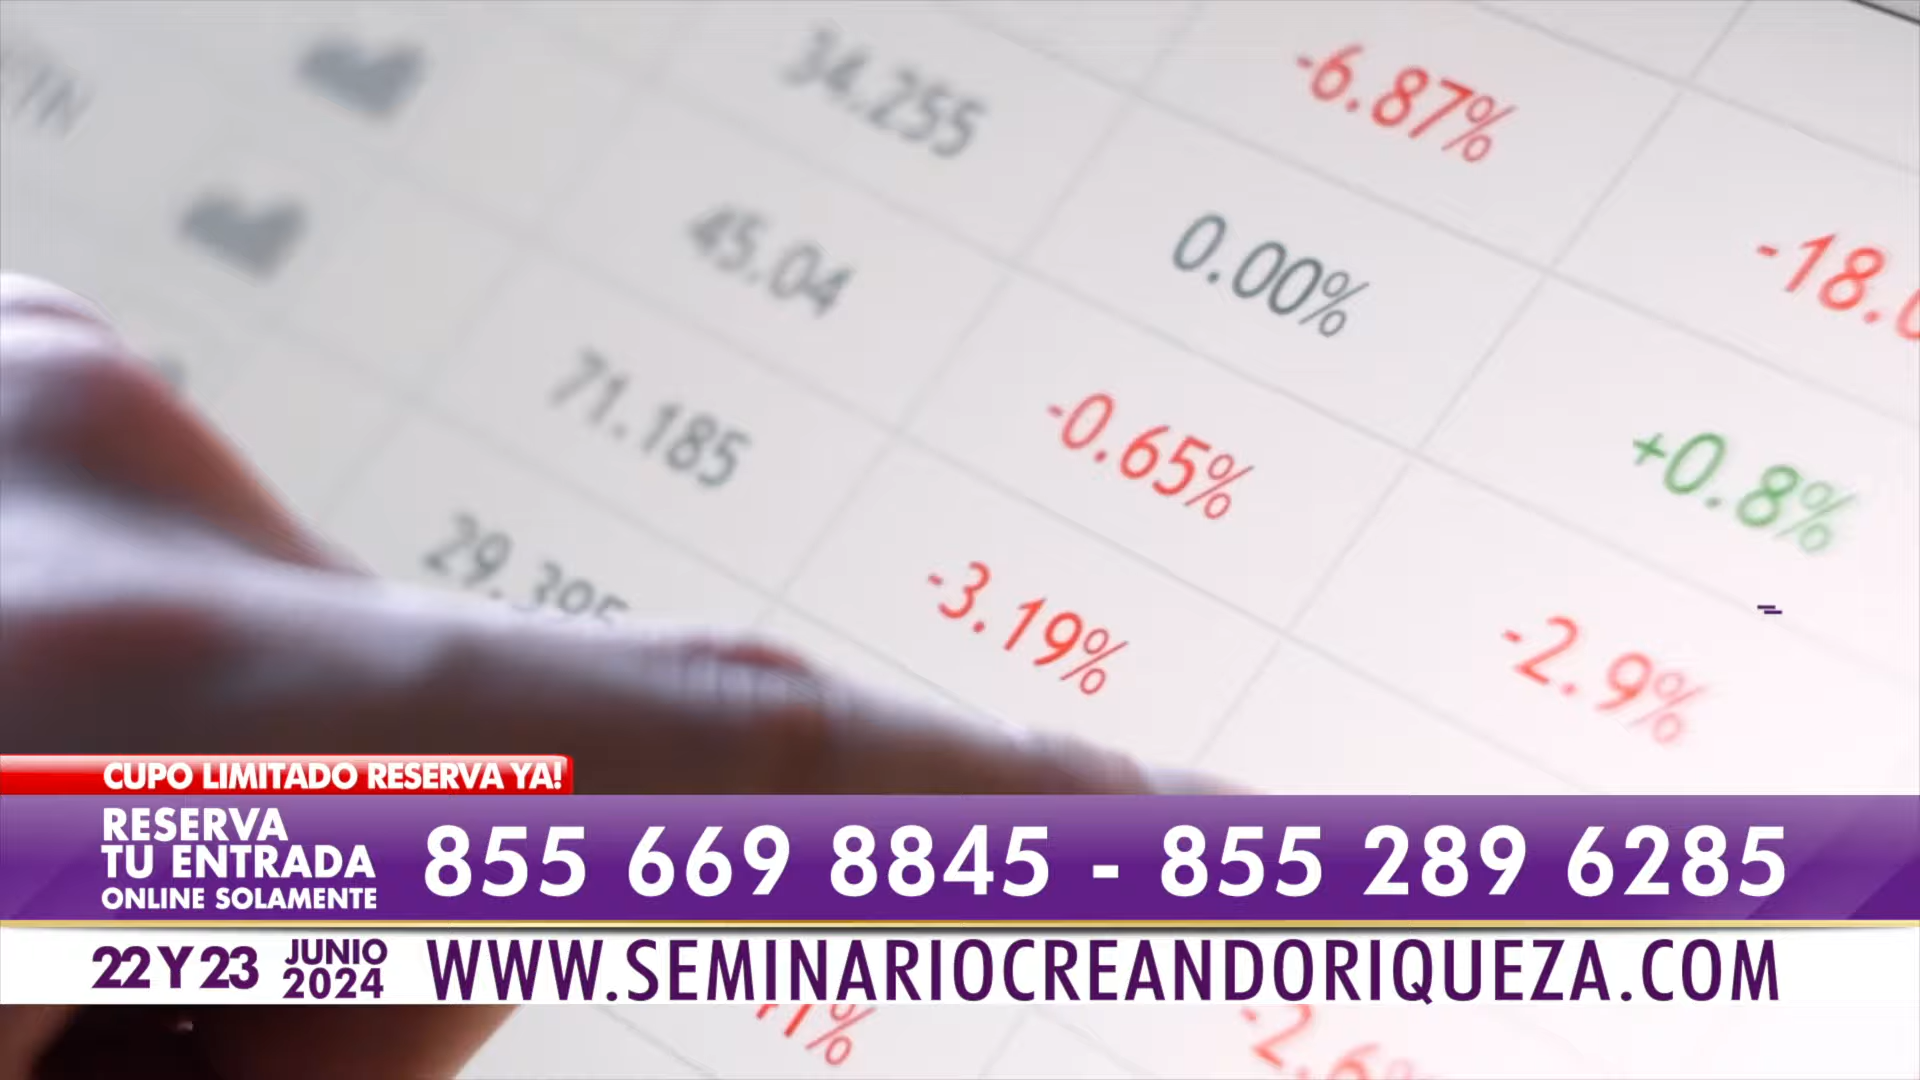 34.255
-6.87%
45.04
0.00%
71.185
-0.65%
+0.8%
29.395
-3.19%
-2.9%
CUPO LIMITADO RESERVA YA!
RESERVA
TU ENTRADA
ONLINE SOLAMENTE
855 669 8845 - 855 289 6285
22 Y 23
JUNIO
2024
WWW.SEMINARIOCREANDORIQUEZA.COM